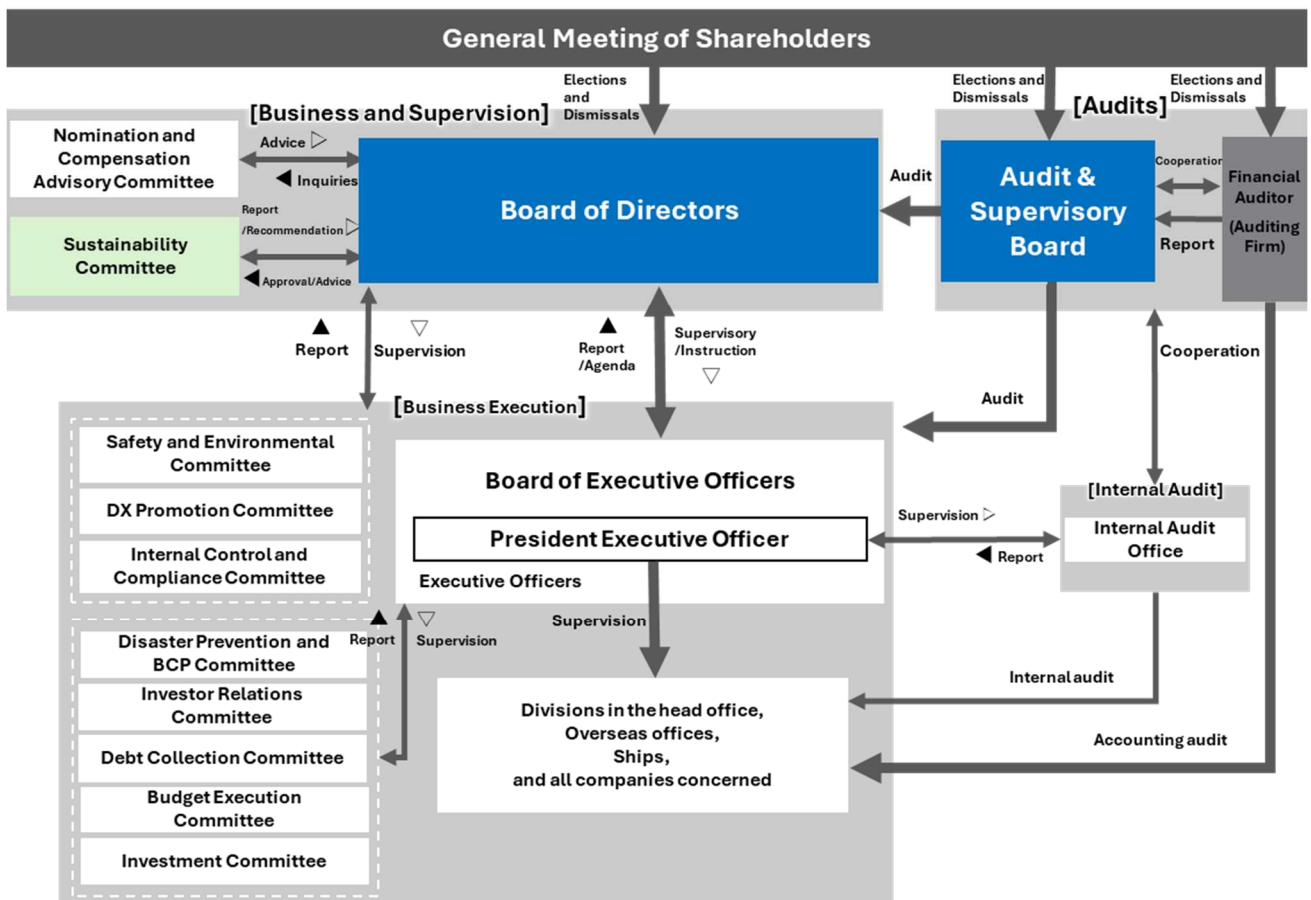 General Meeting of Shareholders
Elections
and
Dismissals
Elections and
Dismissals
Elections and
Dismissals
[Business and Supervision]
[Audits]
Nomination and
Compensation
Advisory Committee
Advice ▷
◀ Inquiries
Sustainability
Committee
Report
/Recommendation ▷
◀ Approval/Advice
Board of Directors
Audit
Audit &
Supervisory
Board
Cooperation
Report
Financial
Auditor
(Auditing
Firm)
▲
Report
▽
Supervision
▲
Report
/Agenda
Supervisory
/Instruction
▽
Cooperation
Audit
[Business Execution]
Safety and Environmental
Committee
DX Promotion Committee
Internal Control and
Compliance Committee
Board of Executive Officers
President Executive Officer
Executive Officers
Supervision ▷
◀ Report
[Internal Audit]
Internal Audit
Office
▲
Report
▽
Supervision
Supervision
Disaster Prevention and
BCP Committee
Investor Relations
Committee
Debt Collection Committee
Budget Execution
Committee
Investment Committee
Divisions in the head office,
Overseas offices,
Ships,
and all companies concerned
Internal audit
Accounting audit